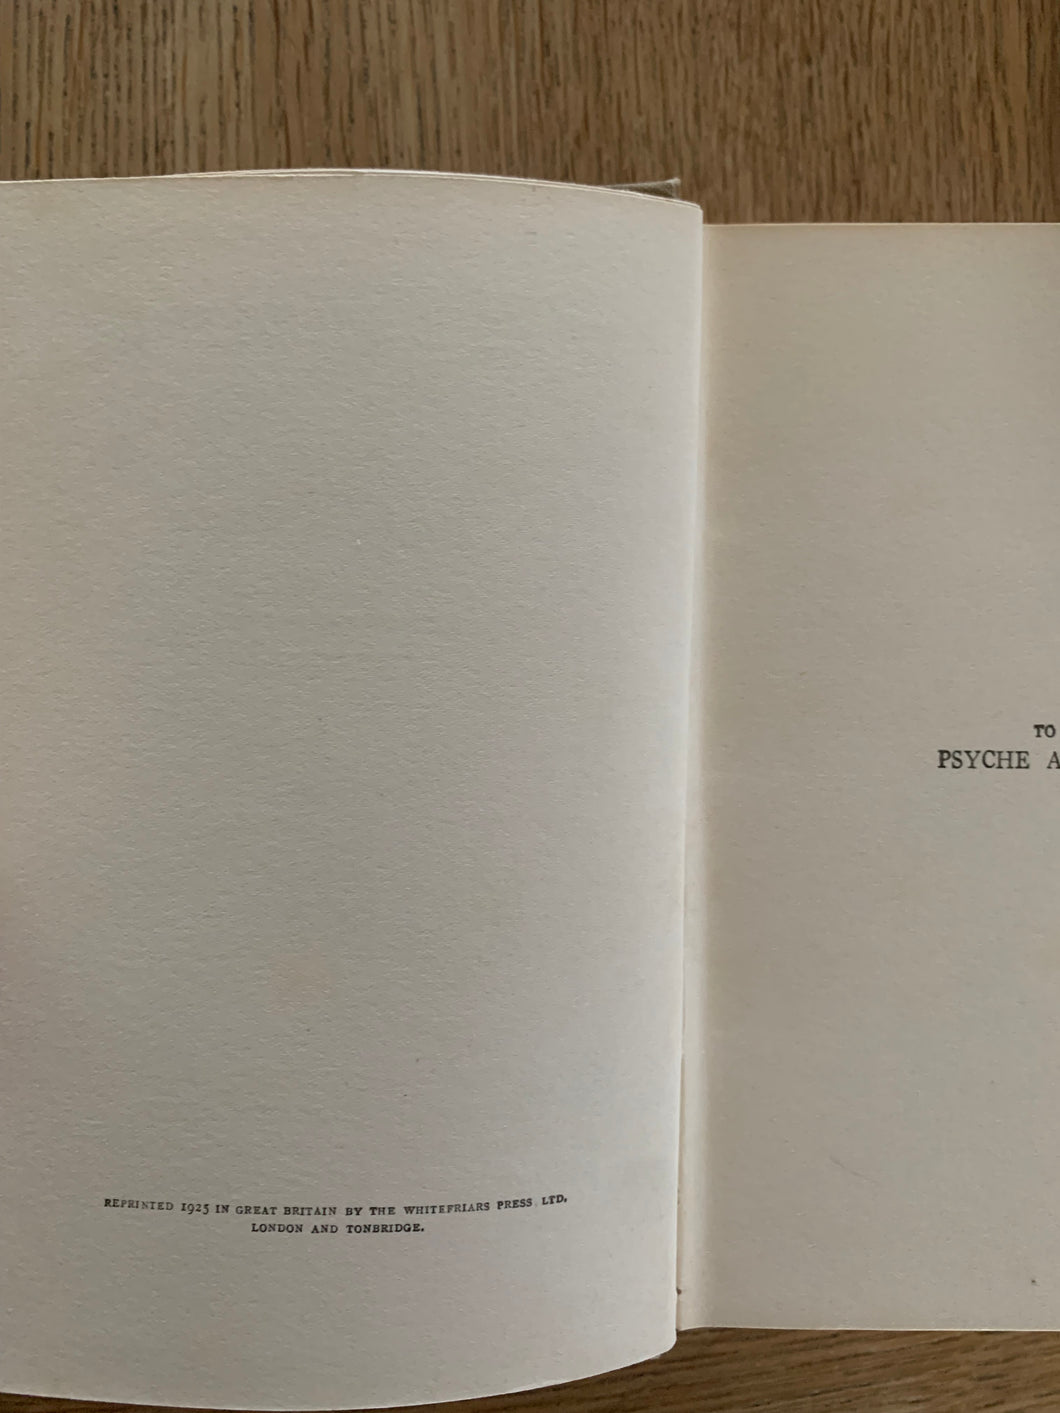 REPRINTED 1925 IN GREAT BRITAIN BY THE WHITEFRIARS PRESS LTD.
LONDON AND TONBRIDGE.
TO
PSYCHE A